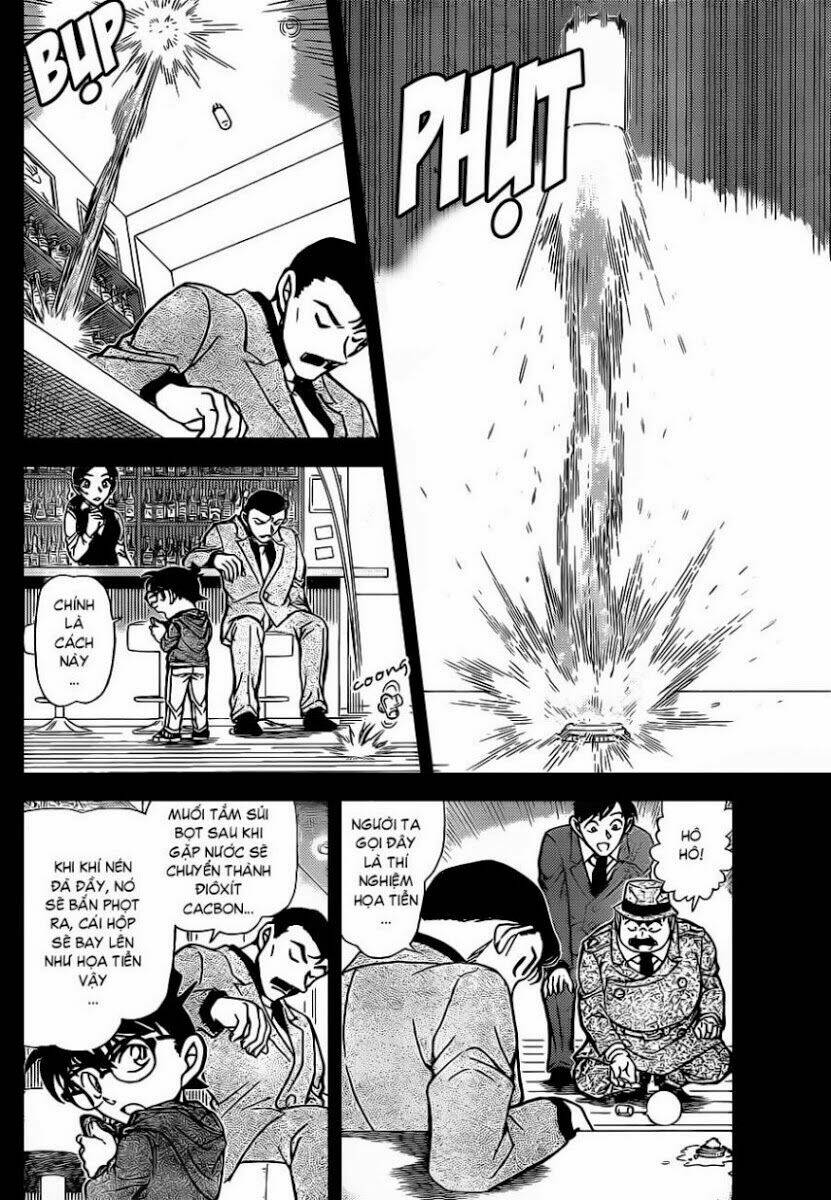 PHỤT
BỤP
CHÍNH
LÀ
CÁCH
NÀY
...
coong
HÔ
HÔ!
NGƯỜI TA
GỌI ĐÂY
LÀ THÍ
NGHIỆM
HỌA TIỄN
...
MUỐI TẮM SỦI
BỌT SAU KHI
GẶP NƯỚC SẼ
CHUYỂN THÀNH
ĐIÔXÍT
CACBON...
KHI KHÍ NÉN
ĐÃ ĐẦY, NÓ
SẼ BẮN PHỌT
RA, CÁI HỘP
SẼ BAY LÊN
NHƯ HỌA TIỄN
VẬY
...